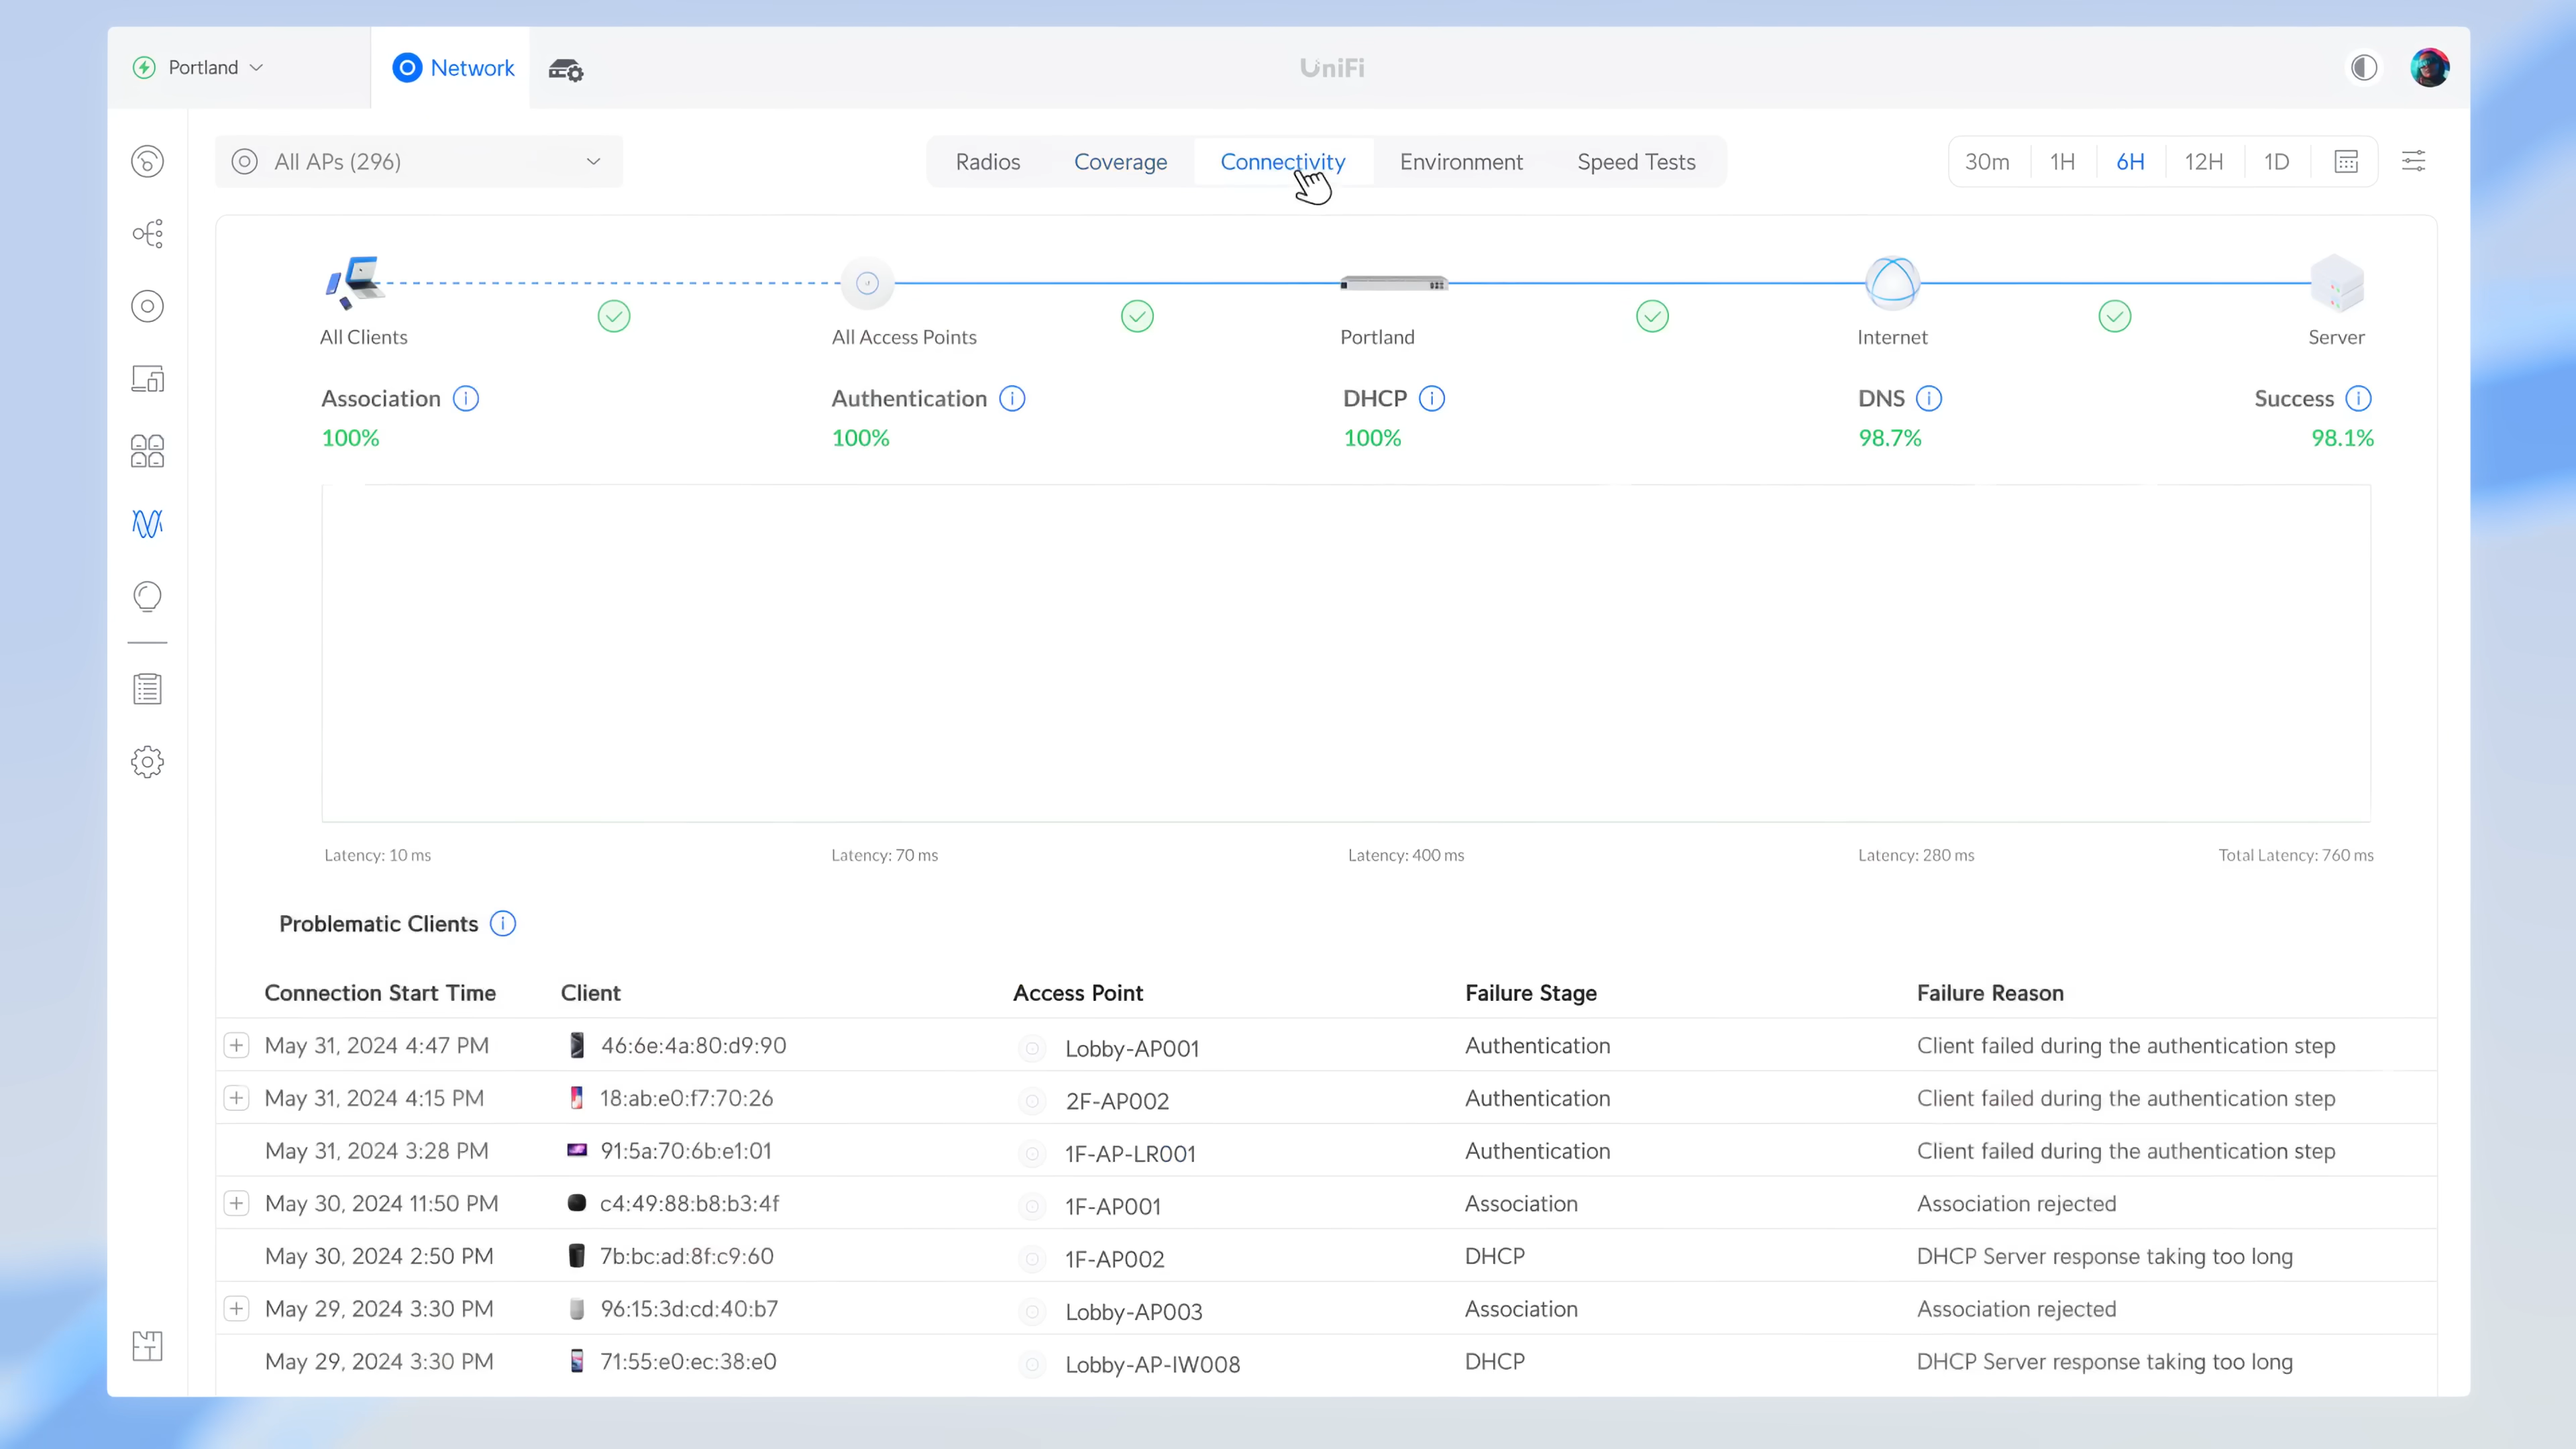 Portland
Network
UniFi
All APs (296)
Radios
Coverage
Connectivity
Environment
Speed Tests
30m
1H
6H
12H
1D
All Clients
All Access Points
Portland
Internet
Server
Association
Authentication
DHCP
DNS
Success
100%
100%
100%
98.7%
98.1%
Latency: 10 ms
Latency: 70 ms
Latency: 400 ms
Latency: 280 ms
Total Latency: 760 ms
Problematic Clients
Connection Start Time Client Access Point Failure Stage Failure Reason
May 31, 2024 4:47 PM 46:6e:4a:80:d9:90 Lobby-AP001 Authentication Client failed during the authentication step
May 31, 2024 4:15 PM 18:ab:e0:f7:70:26 2F-AP002 Authentication Client failed during the authentication step
May 31, 2024 3:28 PM 91:5a:70:6b:e1:01 1F-AP-LR001 Authentication Client failed during the authentication step
May 30, 2024 11:50 PM c4:49:88:b8:b3:4f 1F-AP001 Association Association rejected
May 30, 2024 2:50 PM 7b:bc:ad:8f:c9:60 1F-AP002 DHCP DHCP Server response taking too long
May 29, 2024 3:30 PM 96:15:3d:cd:40:b7 Lobby-AP003 Association Association rejected
May 29, 2024 3:30 PM 71:55:e0:ec:38:e0 Lobby-AP-IW008 DHCP DHCP Server response taking too long